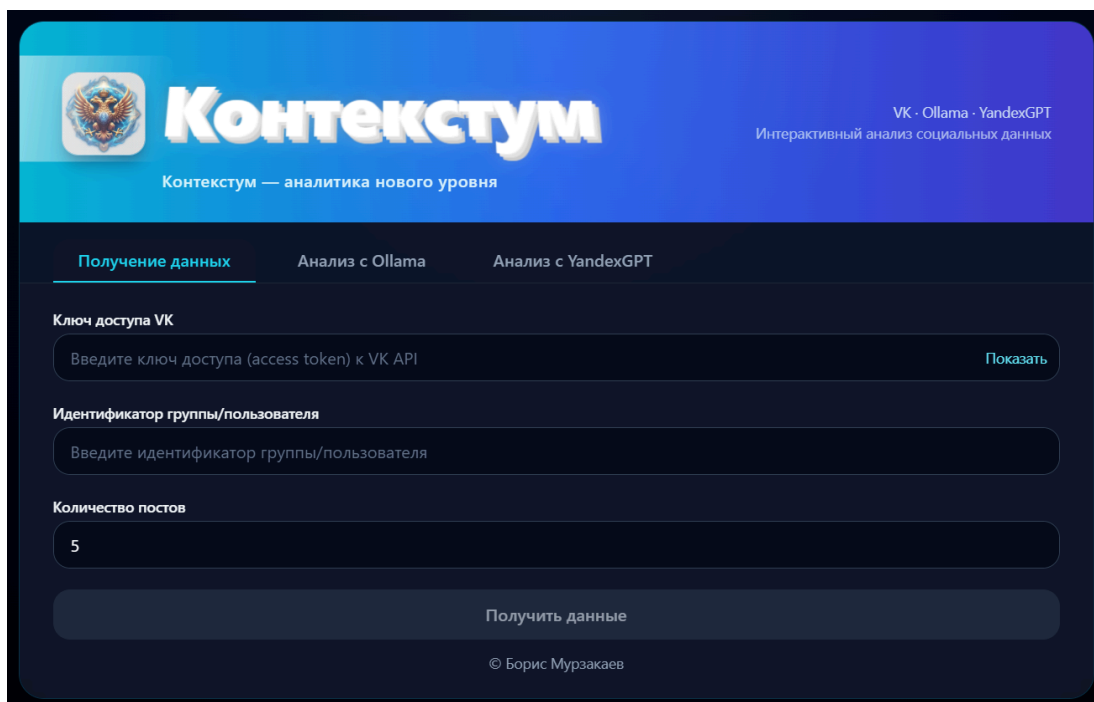 Контекстум
VK · Ollama · YandexGPT
Интерактивный анализ социальных данных
Контекстум — аналитика нового уровня
Получение данных
Анализ с Ollama
Анализ с YandexGPT
Ключ доступа VK
Введите ключ доступа (access token) к VK API
Показать
Идентификатор группы/пользователя
Введите идентификатор группы/пользователя
Количество постов
5
Получить данные
© Борис Мурзакаев